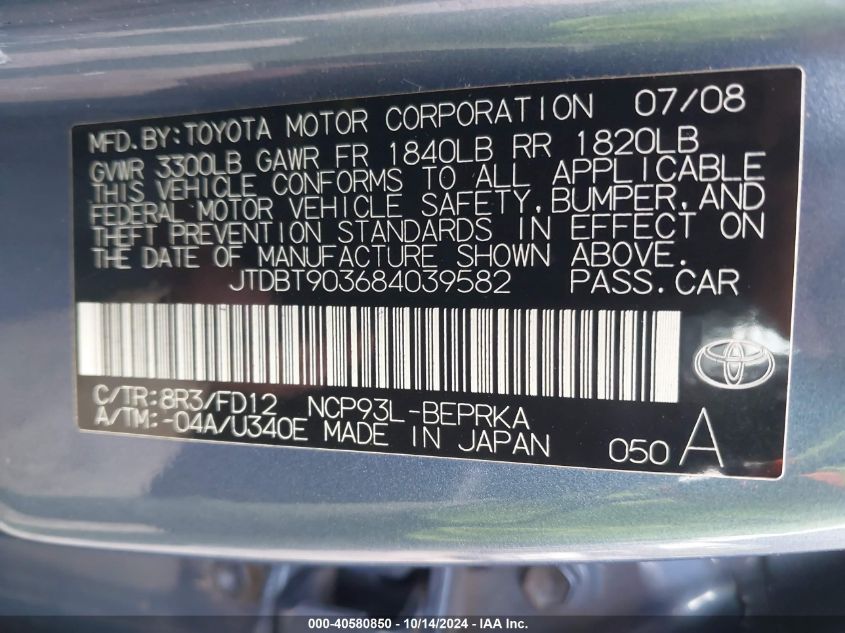 MFD.BY:TOYOTA MOTOR CORPORATION 07/08
GVWR 3300LB GAWR FR 1840LB RR 1820LB
THIS VEHICLE CONFORMS TO ALL APPLICABLE
FEDERAL MOTOR VEHICLE SAFETY,BUMPER,AND
THEFT PREVENTION STANDARDS IN EFFECT ON
THE DATE OF MANUFACTURE SHOWN ABOVE.
JTDBT903684039582 PASS.CAR
C/TR:8R3/FD12 NCP93L-BEPRKA
A/TM:-04A/U340E MADE IN JAPAN 050 A
000-40580850 - 10/14/2024 - IAA, Inc.